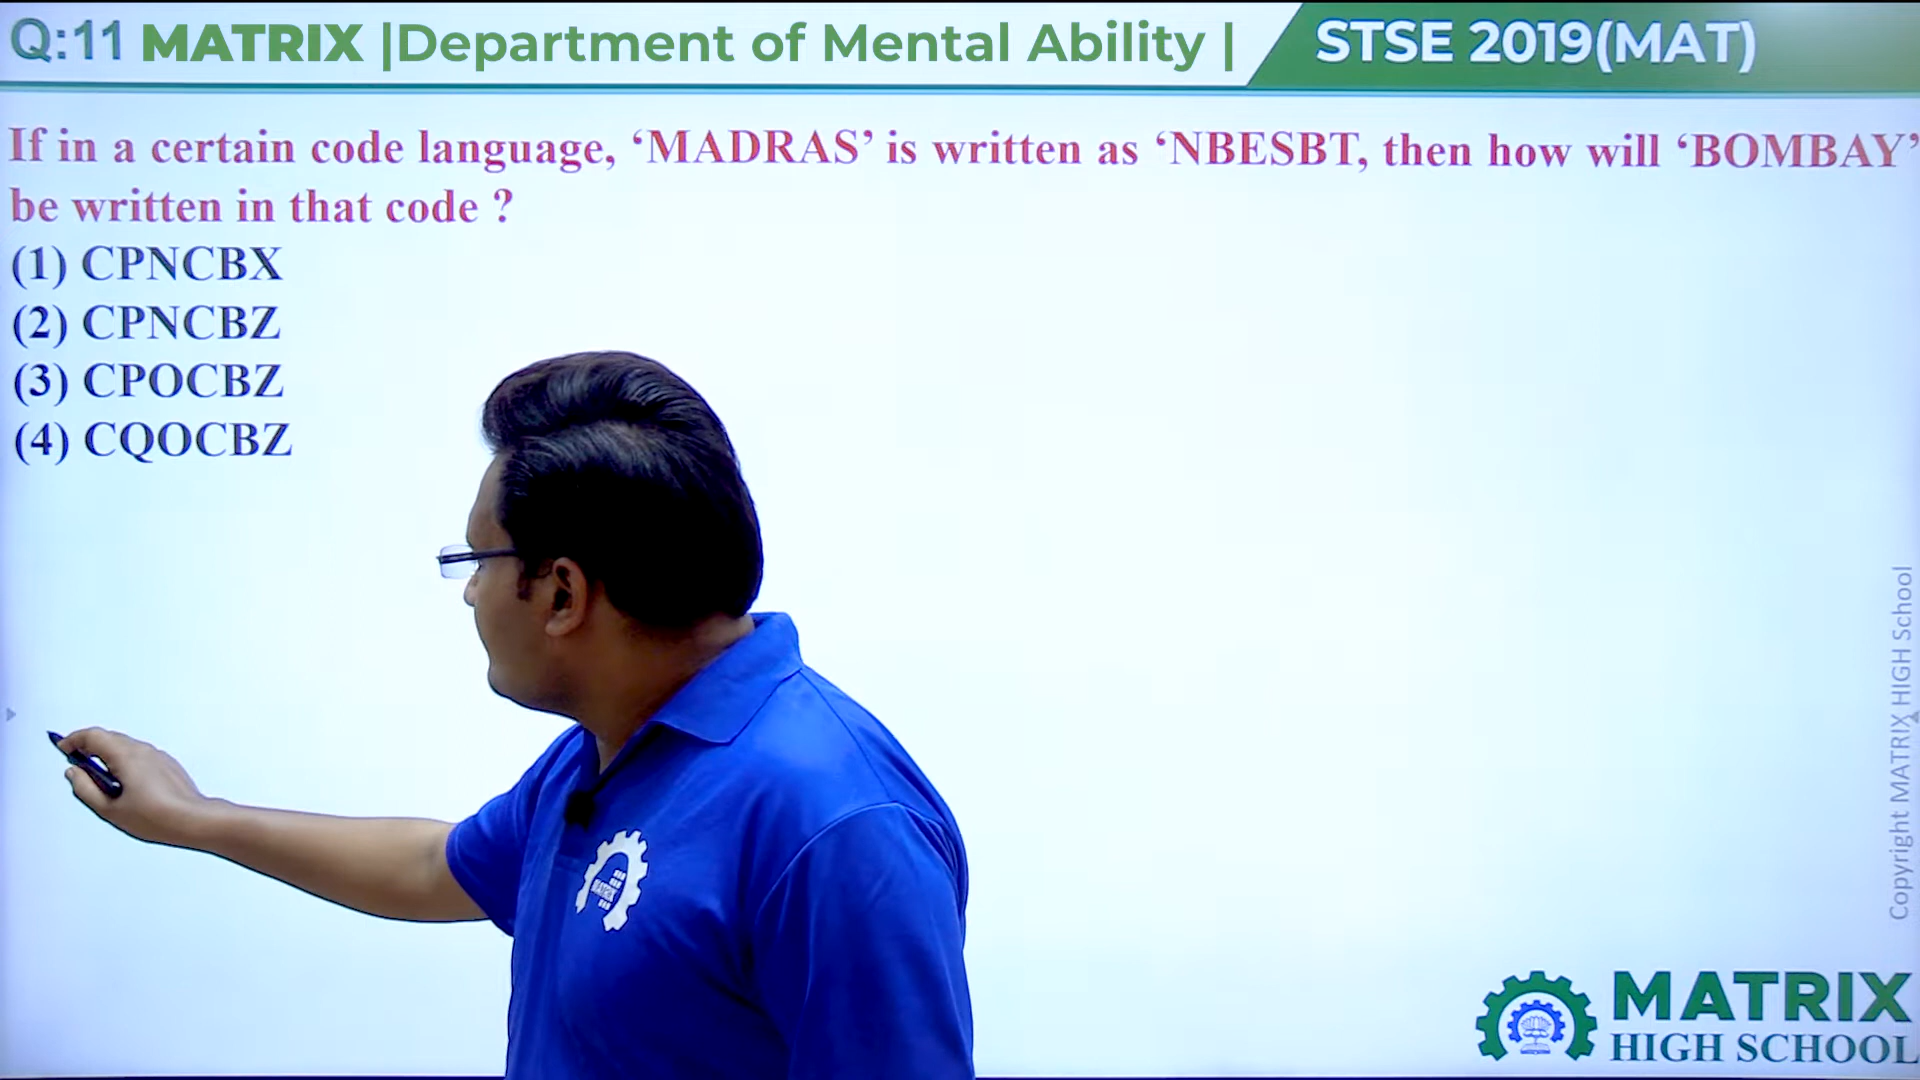 Q:11 MATRIX |Department of Mental Ability | STSE 2019(MAT)
If in a certain code language, ‘MADRAS’ is written as ‘NBESBT, then how will ‘BOMBAY’
be written in that code ?
(1) CPNCBX
(2) CPNCBZ
(3) CPOCBZ
(4) CQOCBZ
MATRIX
Copyright MATRIX HIGH School
MATRIX
HIGH SCHOOL